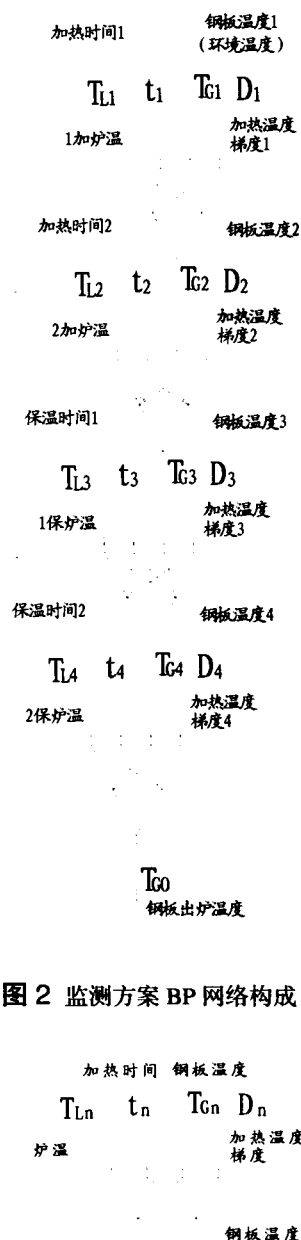 加热时间1 钢板温度1
(环境温度)
TL1 t1 TG1 D1
1加炉温 加热温度
梯度1
加热时间2 钢板温度2
TL2 t2 TG2 D2
2加炉温 加热温度
梯度2
保温时间1 钢板温度3
TL3 t3 TG3 D3
1保炉温 加热温度
梯度3
保温时间2 钢板温度4
TL4 t4 TG4 D4
2保炉温 加热温度
梯度4
TG0
钢板出炉温度
图2 监测方案BP网络构成
加热时间 钢板温度
TLn tn TGn Dn
炉温 加热温度
梯度
钢板温度